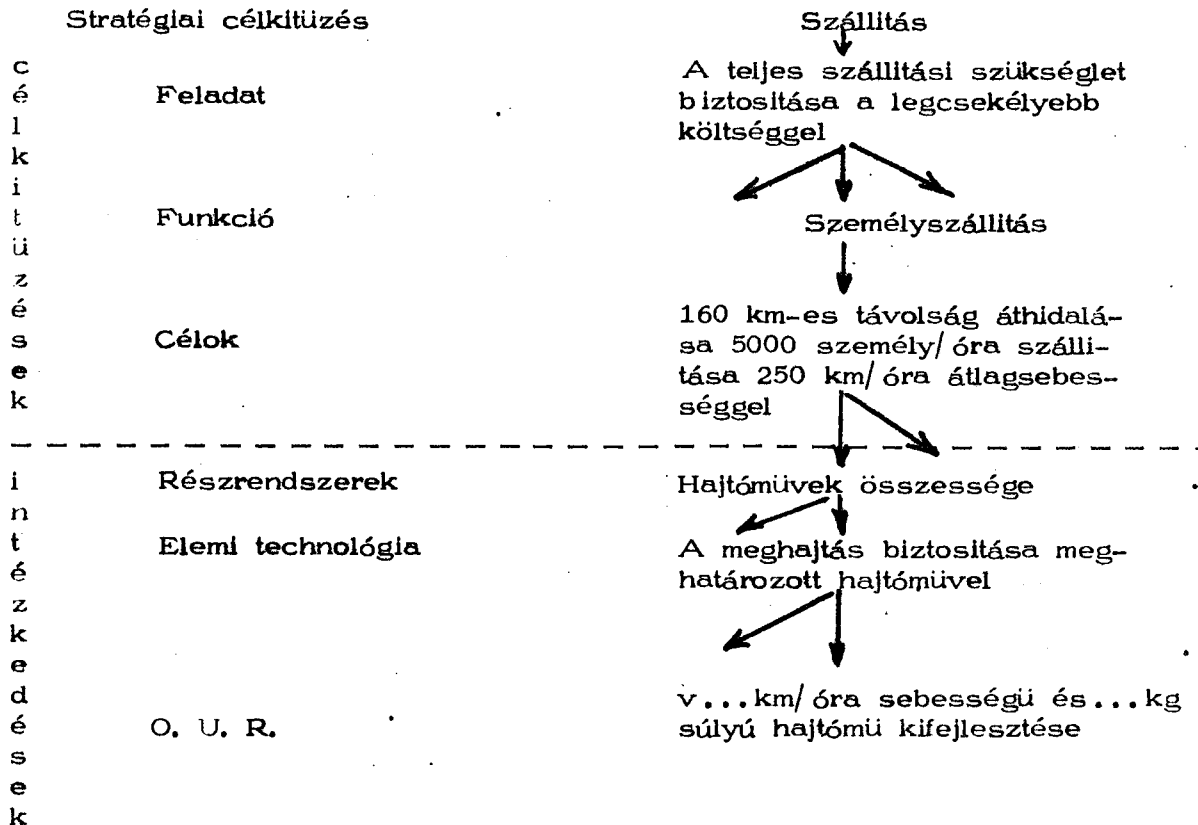 Stratégiai célkitüzés
Szállitás
célkitüzések
Feladat
A teljes szállitási szükséglet
biztositása a legcsekélyebb
költséggel
Funkció
Személyszállitás
Célok
160 km-es távolság áthidalá-
sa 5000 személy/óra szálli-
tása 250 km/óra átlagsebes-
séggel
intézkedések
Részrendszerek
Hajtómüvek összessége
Elemi technológia
A meghajtás biztositása meg-
határozott hajtómüvel
O. U. R.
v...km/óra sebességü és...kg
súlyú hajtómü kifejlesztése